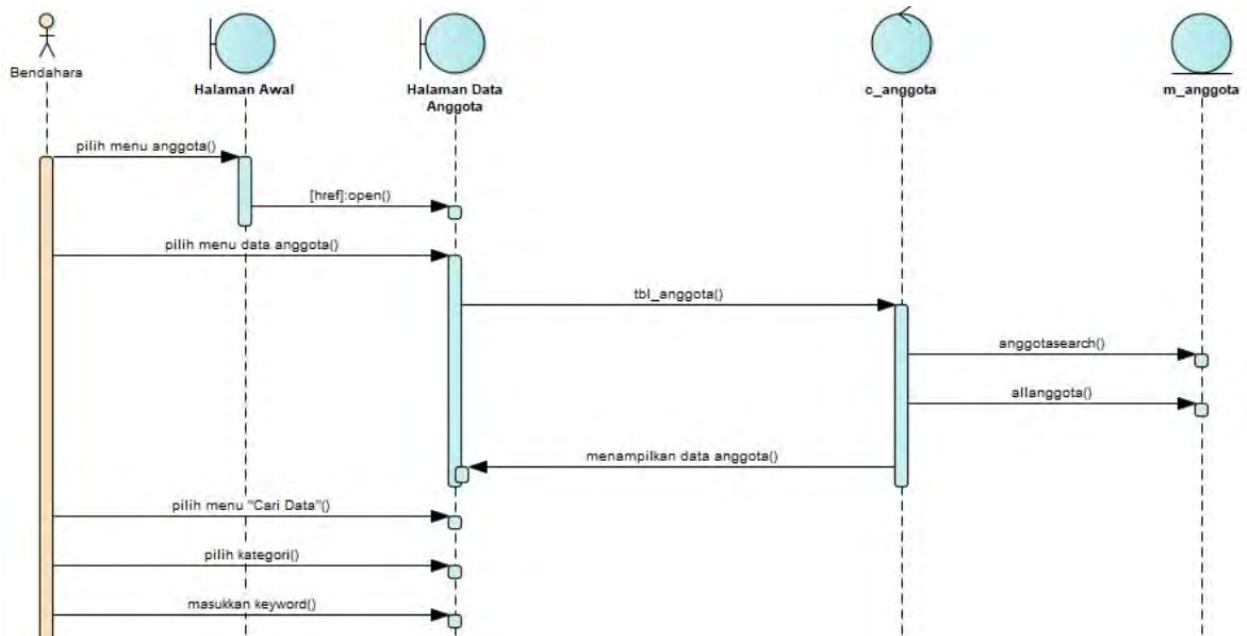 Bendahara
Halaman Awal
Halaman Data
Anggota
c_anggota
m_anggota
pilih menu anggota()
[href]:open()
pilih menu data anggota()
tbl_anggota()
anggotasearch()
allanggota()
menampilkan data anggota()
pilih menu "Cari Data"()
pilih kategori()
masukkan keyword()